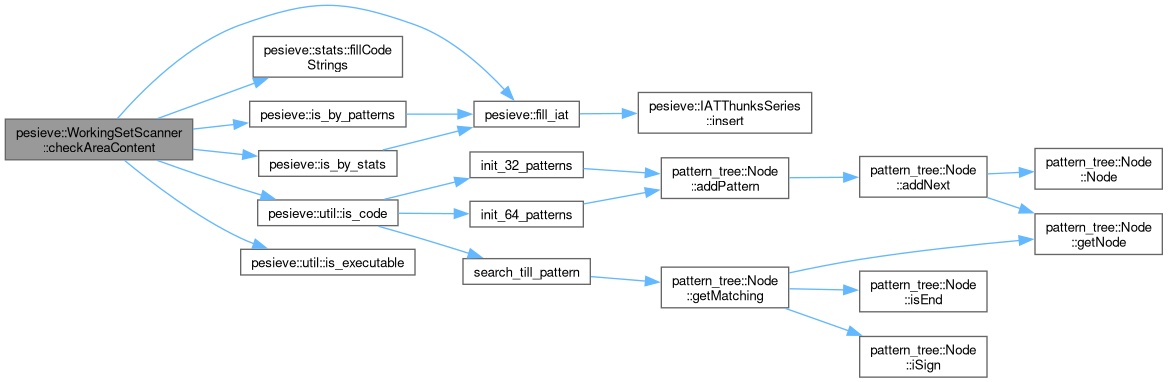 pesieve::WorkingSetScanner
::checkAreaContent
pesieve::stats::fillCode
Strings
pesieve::is_by_patterns
pesieve::is_by_stats
pesieve::util::is_code
pesieve::util::is_executable
pesieve::fill_iat
init_32_patterns
init_64_patterns
search_till_pattern
pesieve::IATThunksSeries
::insert
pattern_tree::Node
::addPattern
pattern_tree::Node
::getMatching
pattern_tree::Node
::addNext
pattern_tree::Node
::isEnd
pattern_tree::Node
::iSign
pattern_tree::Node
::Node
pattern_tree::Node
::getNode